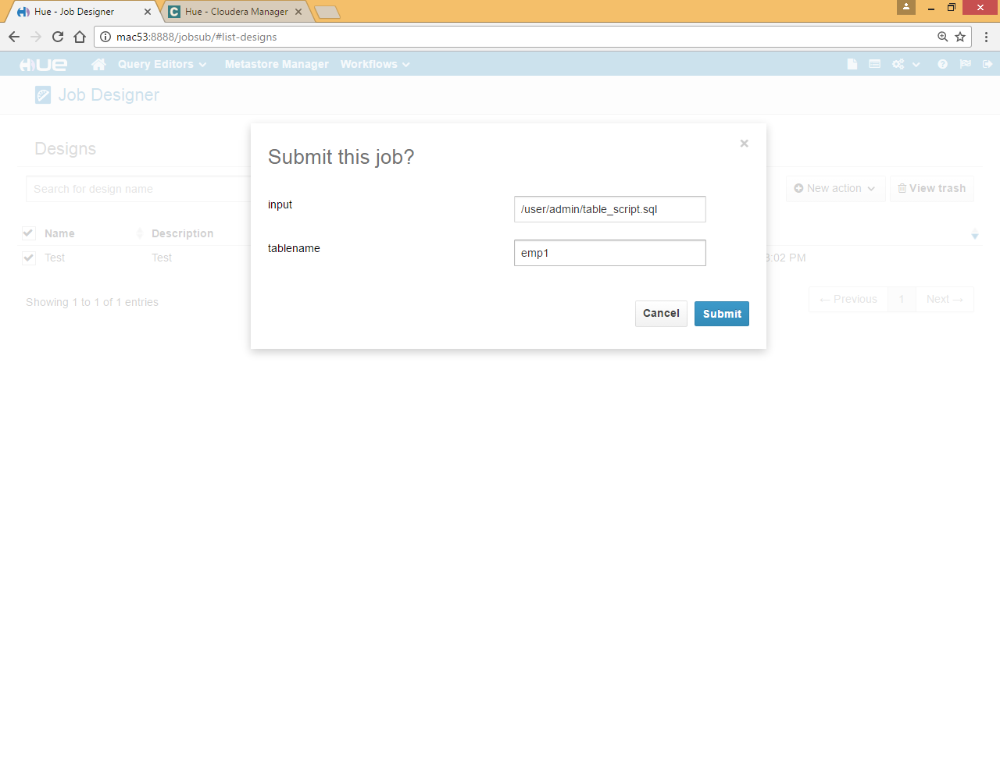 Hue - Job Designer
Hue - Cloudera Manager
mac53:8888/jobsub/#list-designs
HUE Query Editors Metastore Manager Workflows
Job Designer
Designs
Search for design name
New action View trash
Name Description
Test Test :02 PM
Showing 1 to 1 of 1 entries
← Previous 1 Next →
Submit this job?
×
input /user/admin/table_script.sql
tablename emp1
Cancel Submit